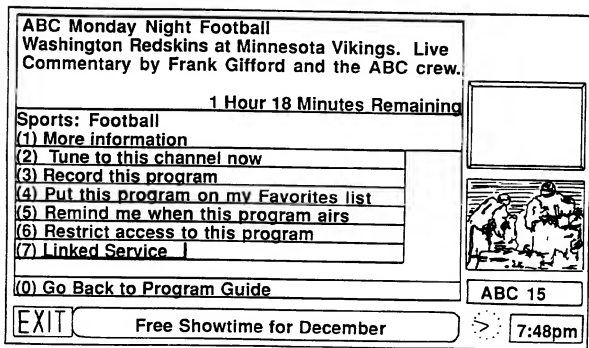 ABC Monday Night Football
Washington Redskins at Minnesota Vikings. Live
Commentary by Frank Gifford and the ABC crew.
1 Hour 18 Minutes Remaining
Sports: Football
(1) More information
(2) Tune to this channel now
(3) Record this program
(4) Put this program on my Favorites list
(5) Remind me when this program airs
(6) Restrict access to this program
(7) Linked Service
(0) Go Back to Program Guide
ABC 15
EXIT
Free Showtime for December
7:48pm